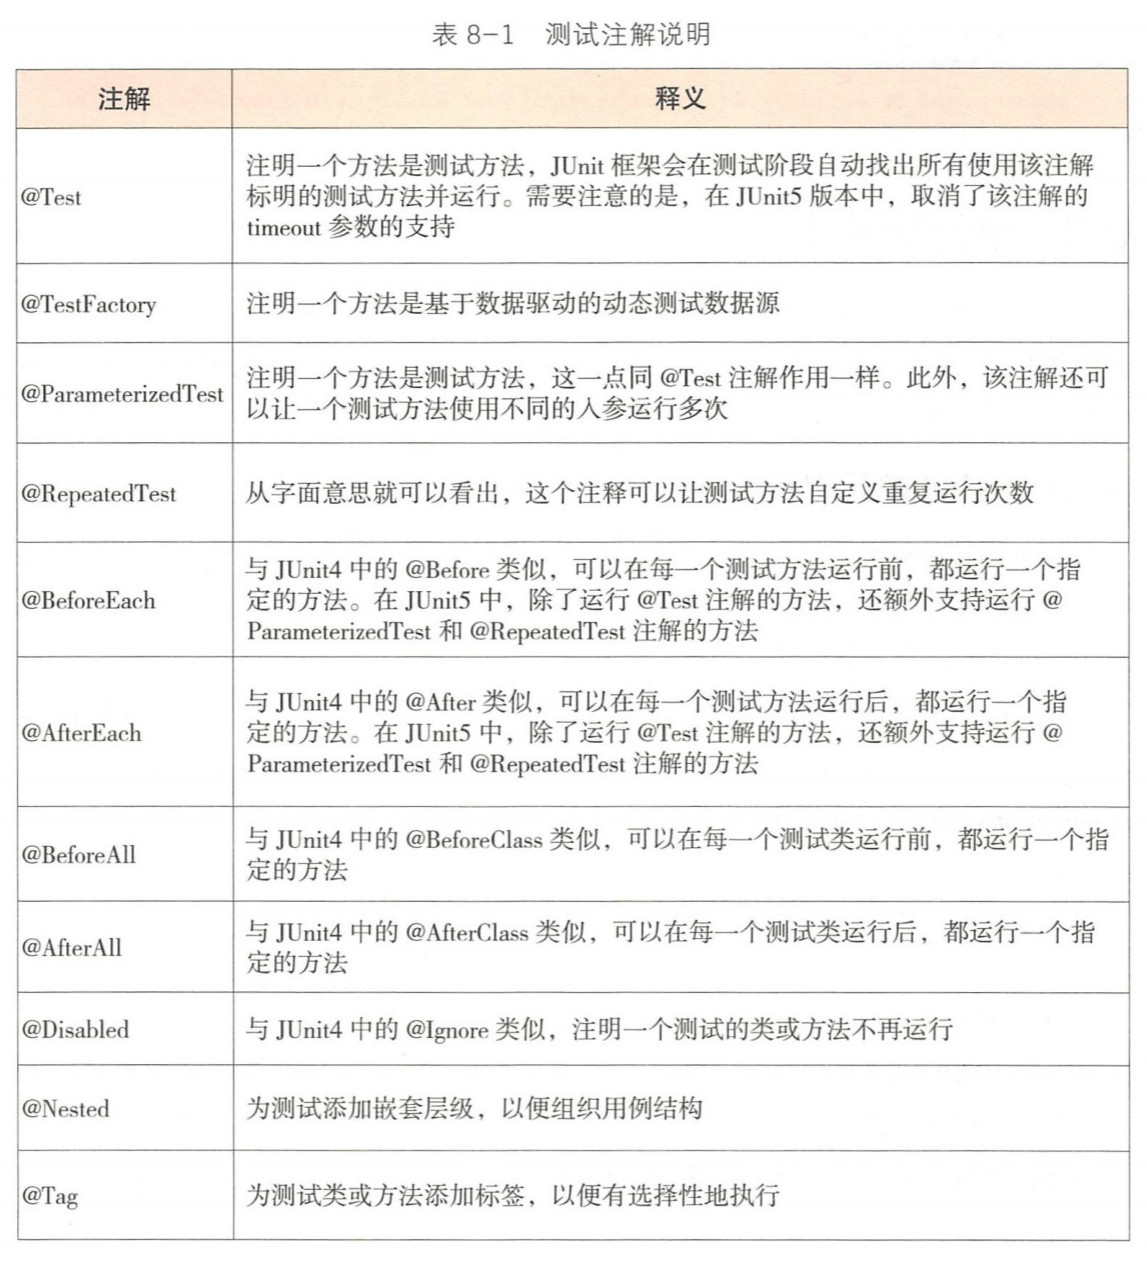 表 8-1 测试注解说明
注解 释义
@Test
注明一个方法是测试方法，JUnit 框架会在测试阶段自动找出所有使用该注解
标明的测试方法并运行。需要注意的是，在 JUnit5 版本中，取消了该注解的
timeout 参数的支持
@TestFactory
注明一个方法是基于数据驱动的动态测试数据源
@ParameterizedTest
注明一个方法是测试方法，这一点同 @Test 注解作用一样。此外，该注解还可
以让一个测试方法使用不同的入参运行多次
@RepeatedTest
从字面意思就可以看出，这个注释可以让测试方法自定义重复运行次数
@BeforeEach
与 JUnit4 中的 @Before 类似，可以在每一个测试方法运行前，都运行一个指
定的方法。在 JUnit5 中，除了运行 @Test 注解的方法，还额外支持运行 @
ParameterizedTest 和 @RepeatedTest 注解的方法
@AfterEach
与 JUnit4 中的 @After 类似，可以在每一个测试方法运行后，都运行一个指
定的方法。在 JUnit5 中，除了运行 @Test 注解的方法，还额外支持运行 @
ParameterizedTest 和 @RepeatedTest 注解的方法
@BeforeAll
与 JUnit4 中的 @BeforeClass 类似，可以在每一个测试类运行前，都运行一个指
定的方法
@AfterAll
与 JUnit4 中的 @AfterClass 类似，可以在每一个测试类运行后，都运行一个指
定的方法
@Disabled
与 JUnit4 中的 @Ignore 类似，注明一个测试的类或方法不再运行
@Nested
为测试添加嵌套层级，以便组织用例结构
@Tag
为测试类或方法添加标签，以便有选择性地执行